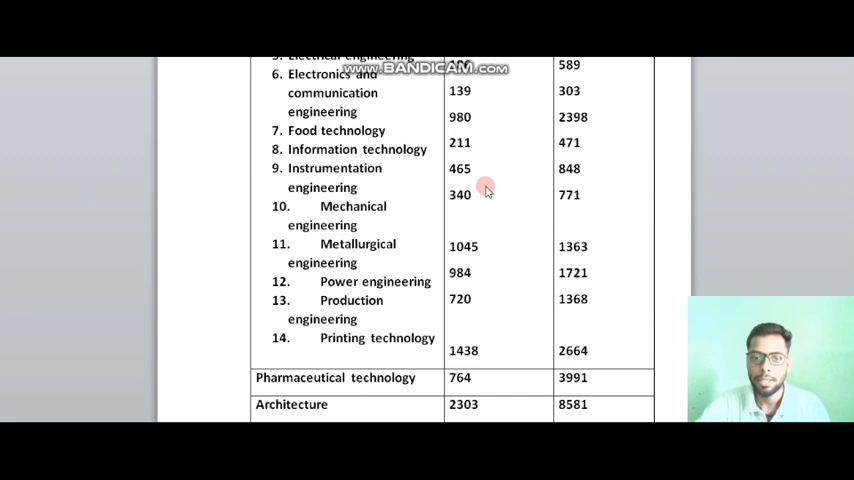 5. Electrical engineering
www.BANDICAM.com
589
6. Electronics and
communication
engineering
139 303
980 2398
7. Food technology
8. Information technology
211 471
9. Instrumentation
engineering
465 848
340 771
10. Mechanical
engineering
11. Metallurgical
engineering
1045 1363
12. Power engineering
984 1721
13. Production
engineering
720 1368
14. Printing technology
1438 2664
Pharmaceutical technology 764 3991
Architecture 2303 8581